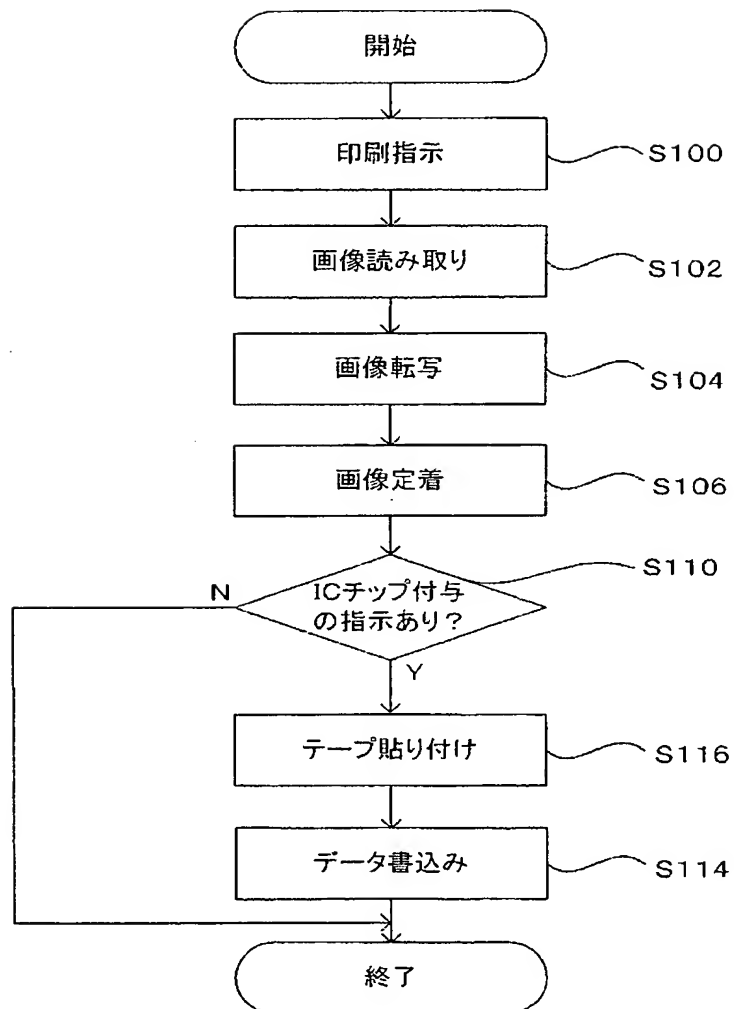 開始
印刷指示
S100
画像読み取り
S102
画像転写
S104
画像定着
S106
S110
N
ICチップ付与
の指示あり?
Y
テープ貼り付け
S116
データ書込み
S114
終了